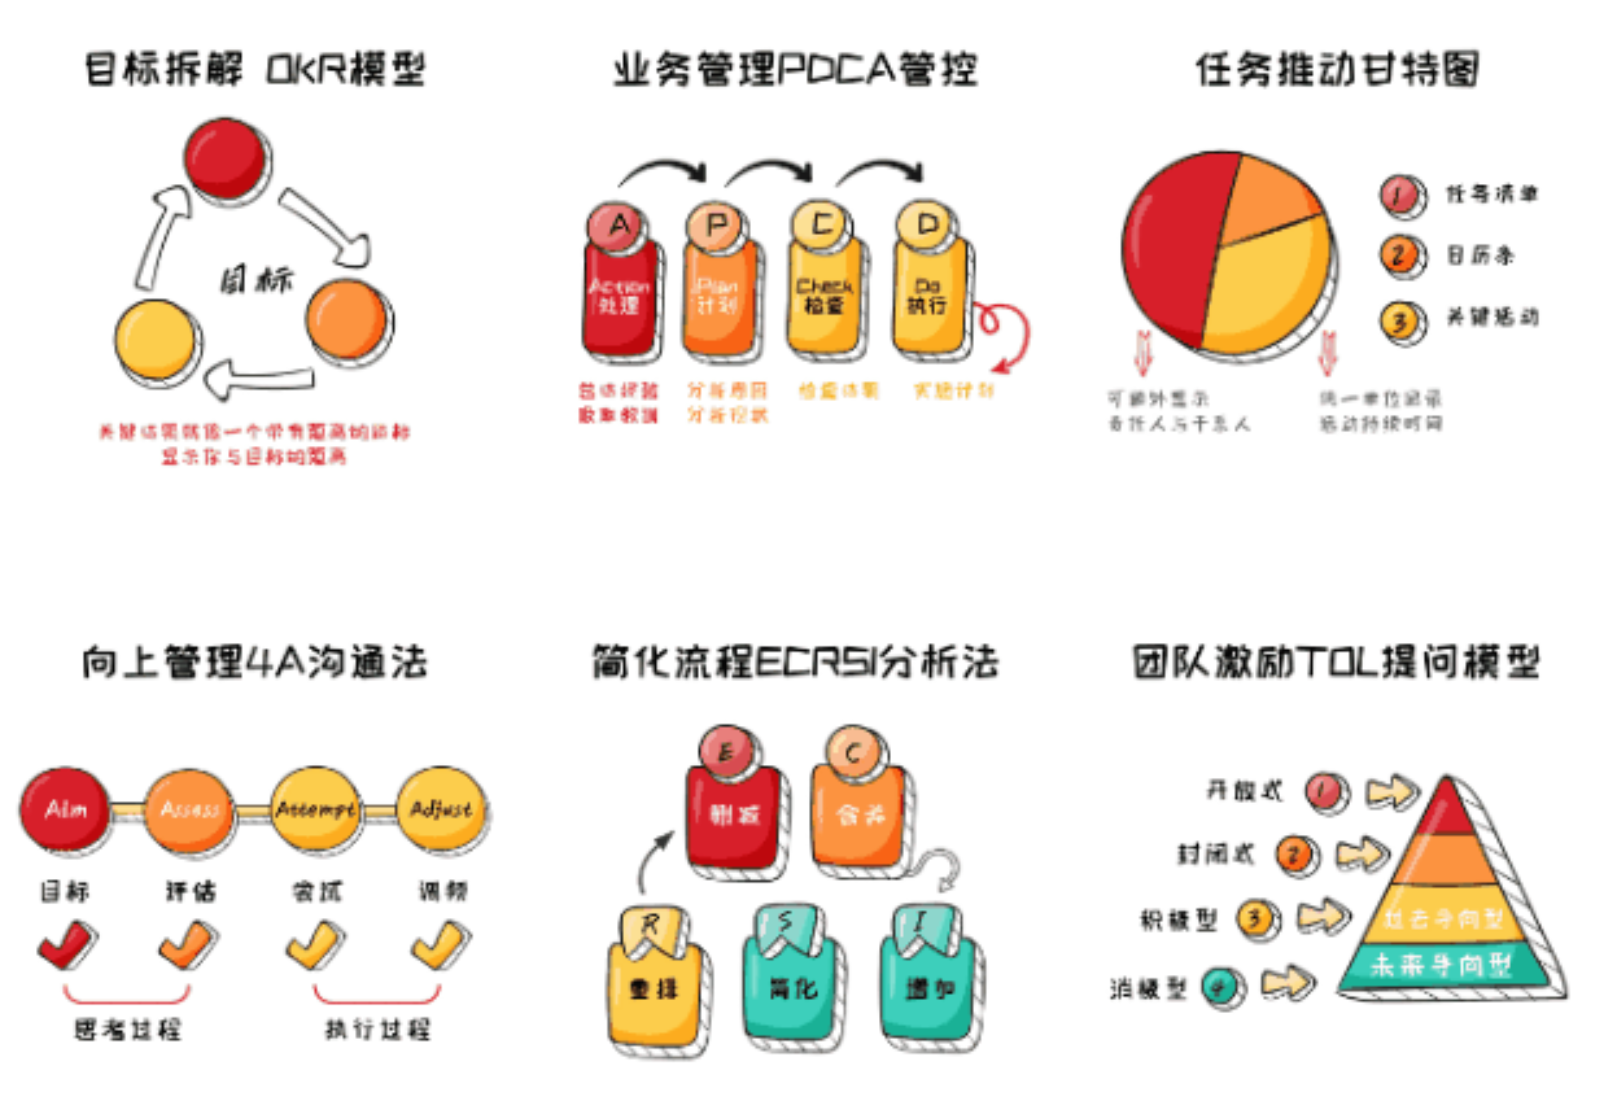 目标拆解 OKR模型
目标
关键结果就像一个带有距离的路标
显示你与目标的距离
业务管理PDCA管控
A
P
C
D
Action
处理
Plan
计划
Check
检查
Do
执行
总结经验
吸取教训
分析原因
分析现状
检查结果
实施计划
任务推动甘特图
1 任务清单
2 日历条
3 关键活动
可额外显示
责任人与干系人
统一单位记录
活动持续时间
向上管理4A沟通法
Aim
Assess
Attempt
Adjust
目标
评估
尝试
调频
思考过程
执行过程
简化流程ECRSI分析法
E
删减
C
合并
R
重排
S
简化
I
增加
团队激励TOL提问模型
开放式 1
封闭式 2
积极型 3
过去导向型
消极型 4
未来导向型